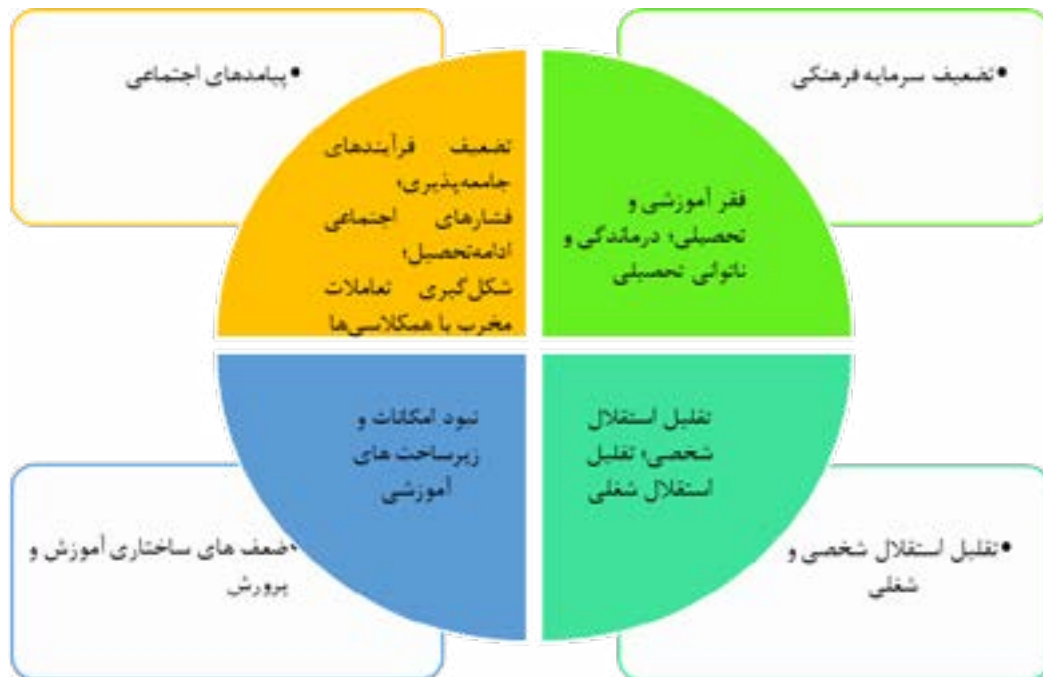 •تضعیف سرمایه فرهنگی
فقر آموزشی و
تحصیلی؛ درماندگی و
ناتوانی تحصیلی
•پیامدهای اجتماعی
تضعیف فرآیندهای
جامعه‌پذیری؛
فشارهای اجتماعی
ادامه‌تحصیل؛
شکل‌گیری تعاملات
مخرب با همکلاسی‌ها
•تقلیل استقلال شخصی و
شغلی
تقلیل استقلال
شخصی؛ تقلیل
استقلال شغلی
•ضعف های ساختاری آموزش و
پرورش
نبود امکانات و
زیرساخت های
آموزشی